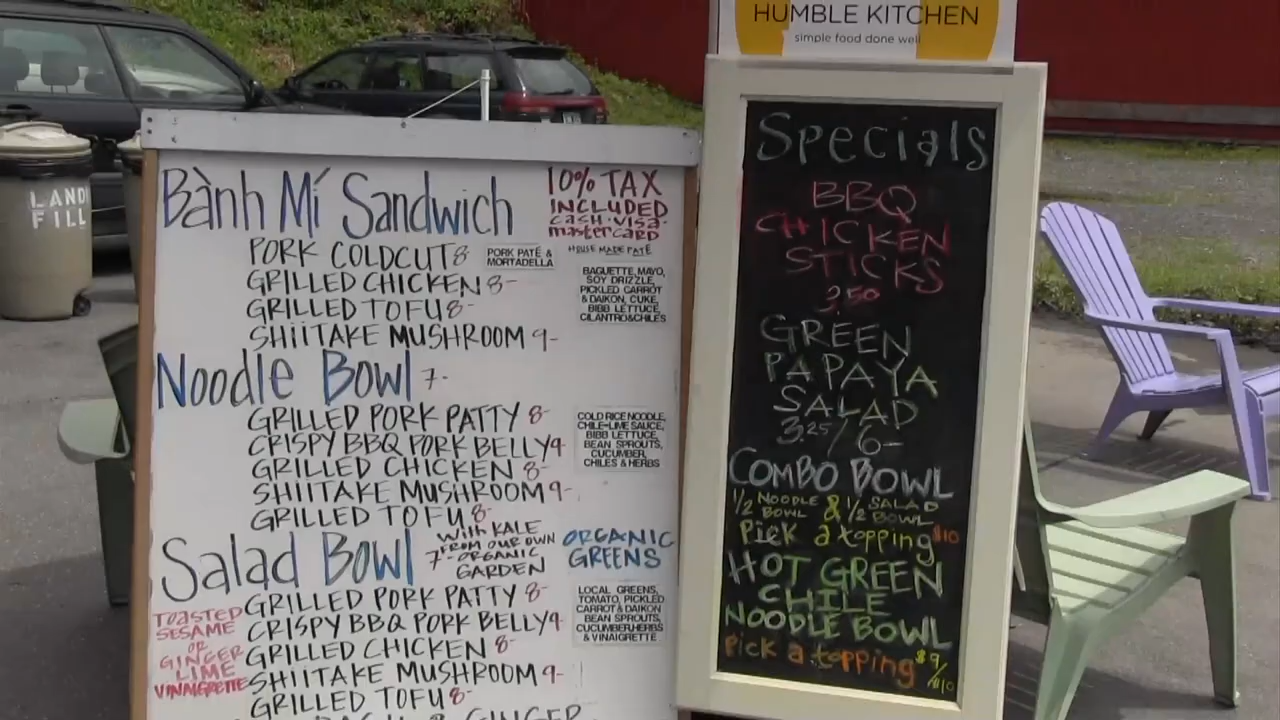 HUMBLE KITCHEN
simple food done well
LAND
FILL
Bành Mí Sandwich
10% TAX
INCLUDED
CASH·VISA·
mastercard
PORK COLDCUT 8-
PORK PATÉ &
MORTADELLA
HOUSE MADE PATÉ
GRILLED CHICKEN 8-
GRILLED TOFU 8-
SHIITAKE MUSHROOM 9-
BAGUETTE, MAYO,
SOY DRIZZLE,
PICKLED CARROT
& DAIKON, CUKE,
BIBB LETTUCE,
CILANTRO&CHILES
Noodle Bowl 7-
GRILLED PORK PATTY 8-
CRISPY BBQ PORK BELLY 9-
GRILLED CHICKEN 8-
SHIITAKE MUSHROOM 9-
GRILLED TOFU 8-
COLD RICE NOODLE,
CHILE-LIME SAUCE,
BIBB LETTUCE,
BEAN SPROUTS,
CUCUMBER,
CHILES & HERBS
Salad Bowl 7-
With KALE
FROM OUR OWN
ORGANIC
GARDEN
ORGANIC
GREENS
GRILLED PORK PATTY 8-
CRISPY BBQ PORK BELLY 9-
GRILLED CHICKEN 8-
SHIITAKE MUSHROOM 9-
GRILLED TOFU 8-
TOASTED
SESAME
or
GINGER
LIME
VINAIGRETTE
LOCAL GREENS,
TOMATO, PICKLED
CARROT & DAIKON
BEAN SPROUTS,
CUCUMBER,HERBS
& VINAIGRETTE
GINGER
Specials
BBQ
CHICKEN
STICKS
3.50
GREEN
PAPAYA
SALAD
3.25/6-
COMBO BOWL
1/2 NOODLE BOWL & 1/2 SALAD BOWL
Pick a topping $10
HOT GREEN
CHILE
NOODLE BOWL
Pick a topping $9/$10